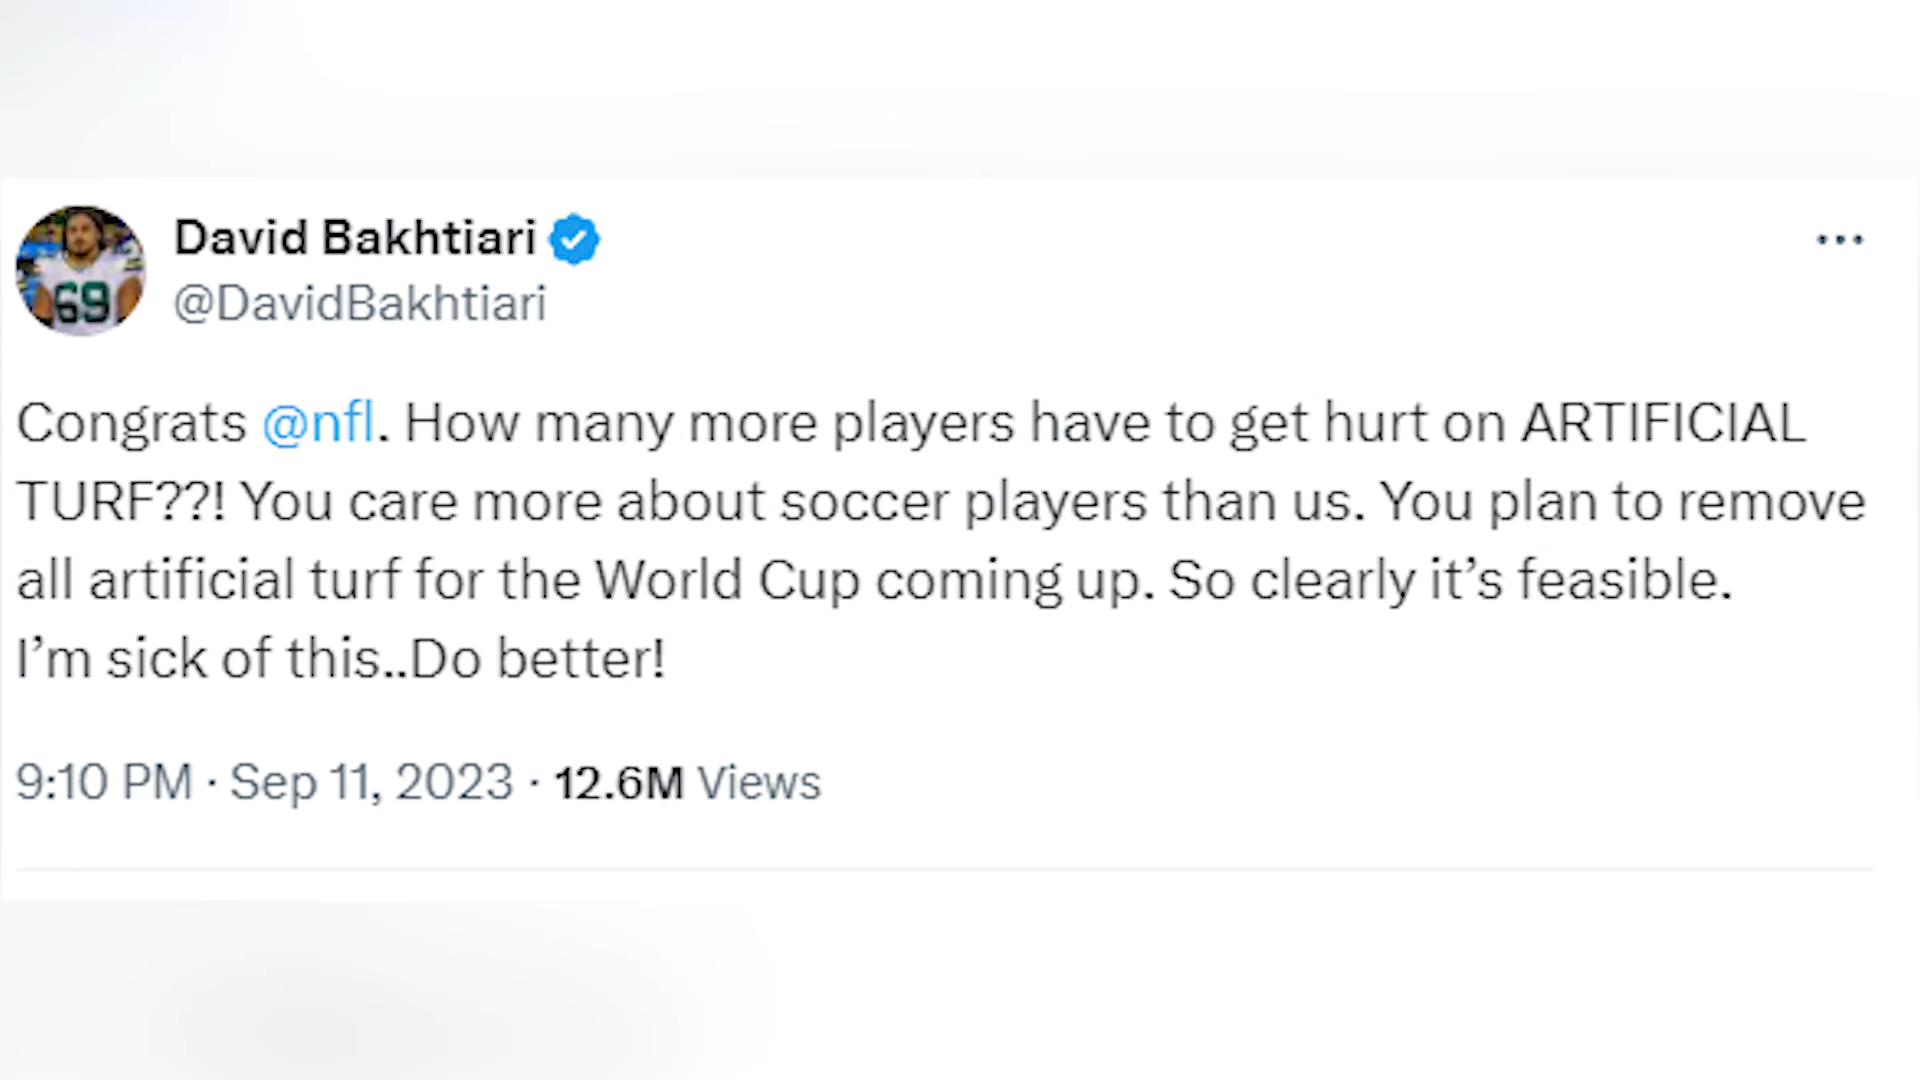 David Bakhtiari
@DavidBakhtiari
69
Congrats @nfl. How many more players have to get hurt on ARTIFICIAL
TURF??! You care more about soccer players than us. You plan to remove
all artificial turf for the World Cup coming up. So clearly it’s feasible.
I’m sick of this..Do better!
9:10 PM · Sep 11, 2023 · 12.6M Views